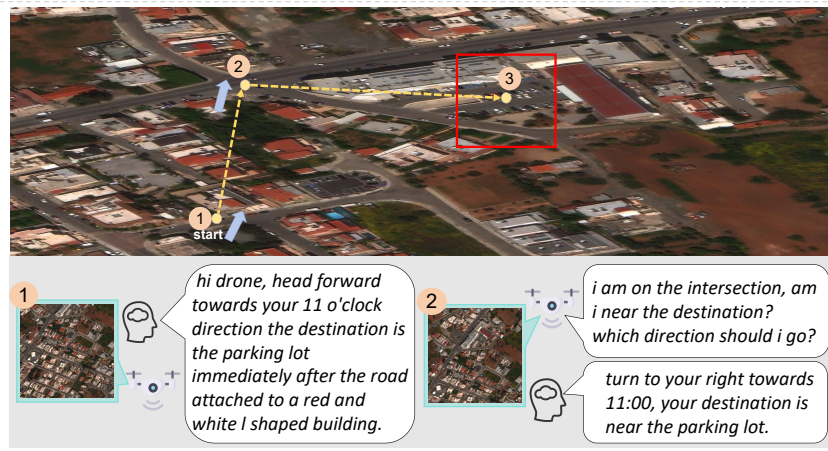 2
3
1
start
1
hi drone, head forward
towards your 11 o'clock
direction the destination is
the parking lot
immediately after the road
attached to a red and
white l shaped building.
2
i am on the intersection, am
i near the destination?
which direction should i go?
turn to your right towards
11:00, your destination is
near the parking lot.